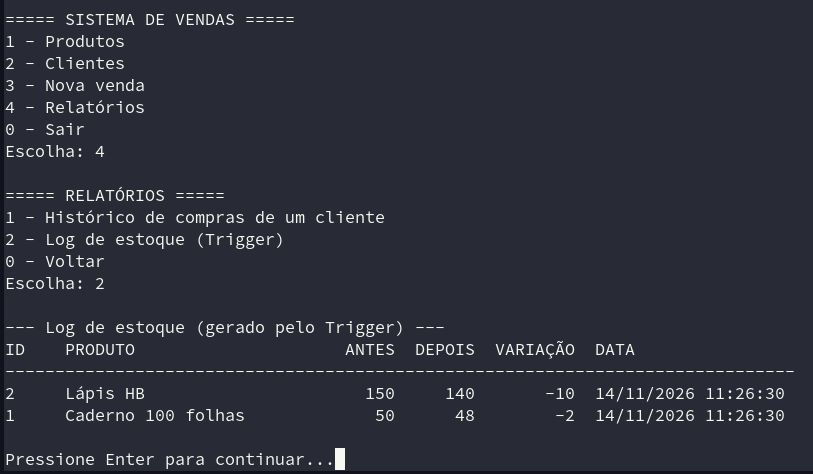 ===== SISTEMA DE VENDAS =====
1 - Produtos
2 - Clientes
3 - Nova venda
4 - Relatórios
0 - Sair
Escolha: 4

===== RELATÓRIOS =====
1 - Histórico de compras de um cliente
2 - Log de estoque (Trigger)
0 - Voltar
Escolha: 2

--- Log de estoque (gerado pelo Trigger) ---
ID    PRODUTO                     ANTES  DEPOIS  VARIAÇÃO  DATA
-------------------------------------------------------------------------------
2     Lápis HB                      150     140       -10  14/11/2026 11:26:30
1     Caderno 100 folhas             50      48        -2  14/11/2026 11:26:30

Pressione Enter para continuar...